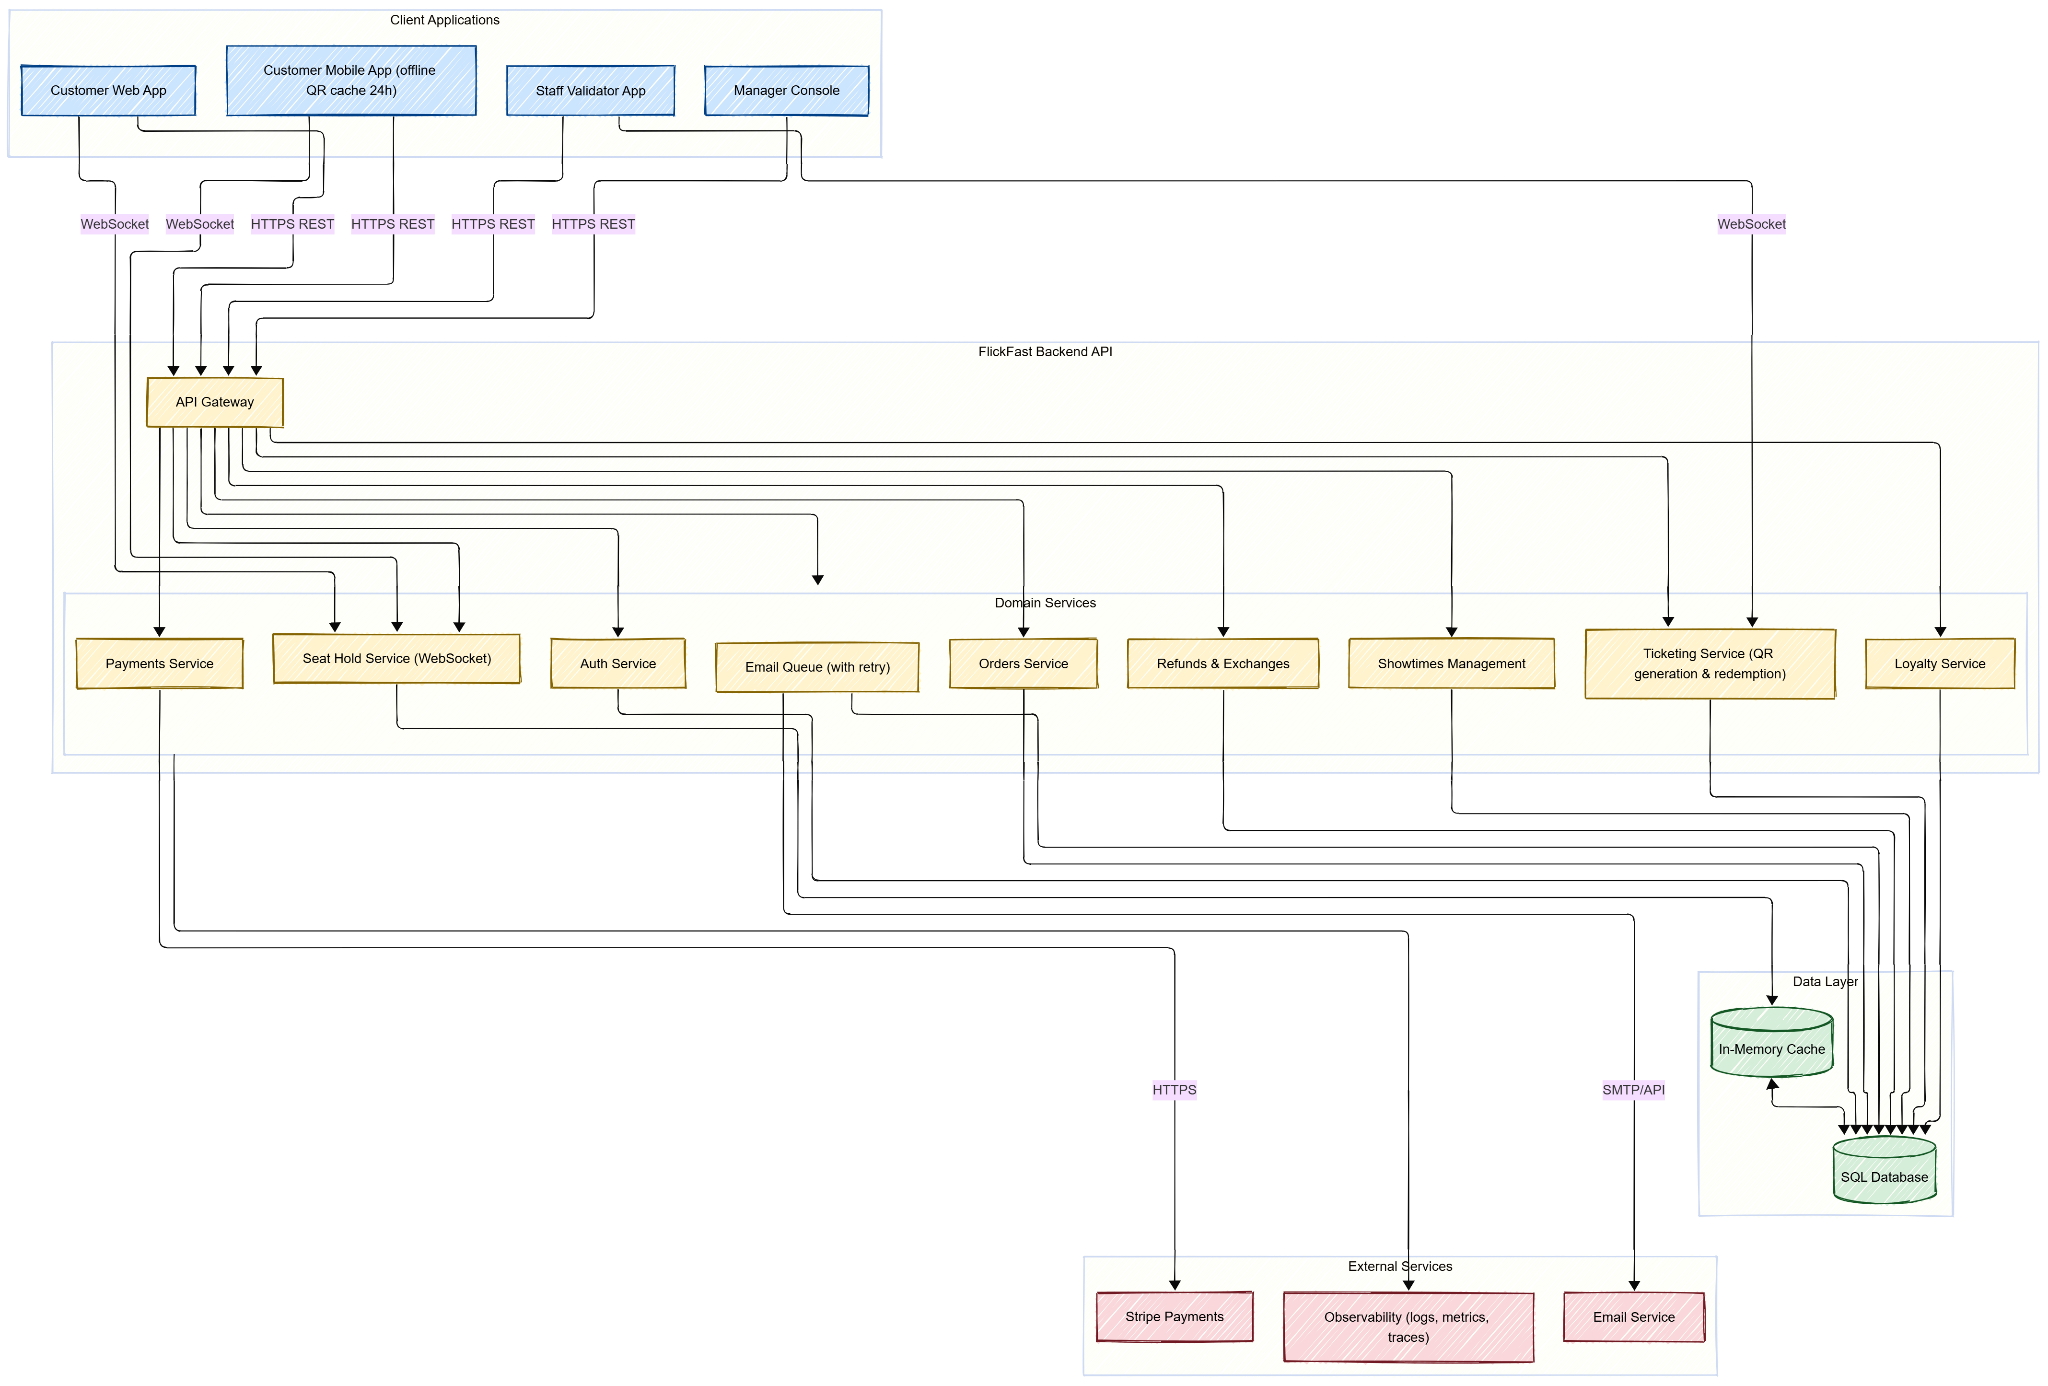 Client Applications
Customer Web App
Customer Mobile App (offline
QR cache 24h)
Staff Validator App
Manager Console
WebSocket
WebSocket
HTTPS REST
HTTPS REST
HTTPS REST
HTTPS REST
WebSocket
FlickFast Backend API
API Gateway
Domain Services
Payments Service
Seat Hold Service (WebSocket)
Auth Service
Email Queue (with retry)
Orders Service
Refunds & Exchanges
Showtimes Management
Ticketing Service (QR
generation & redemption)
Loyalty Service
Data Layer
In-Memory Cache
HTTPS
SMTP/API
SQL Database
External Services
Stripe Payments
Observability (logs, metrics,
traces)
Email Service